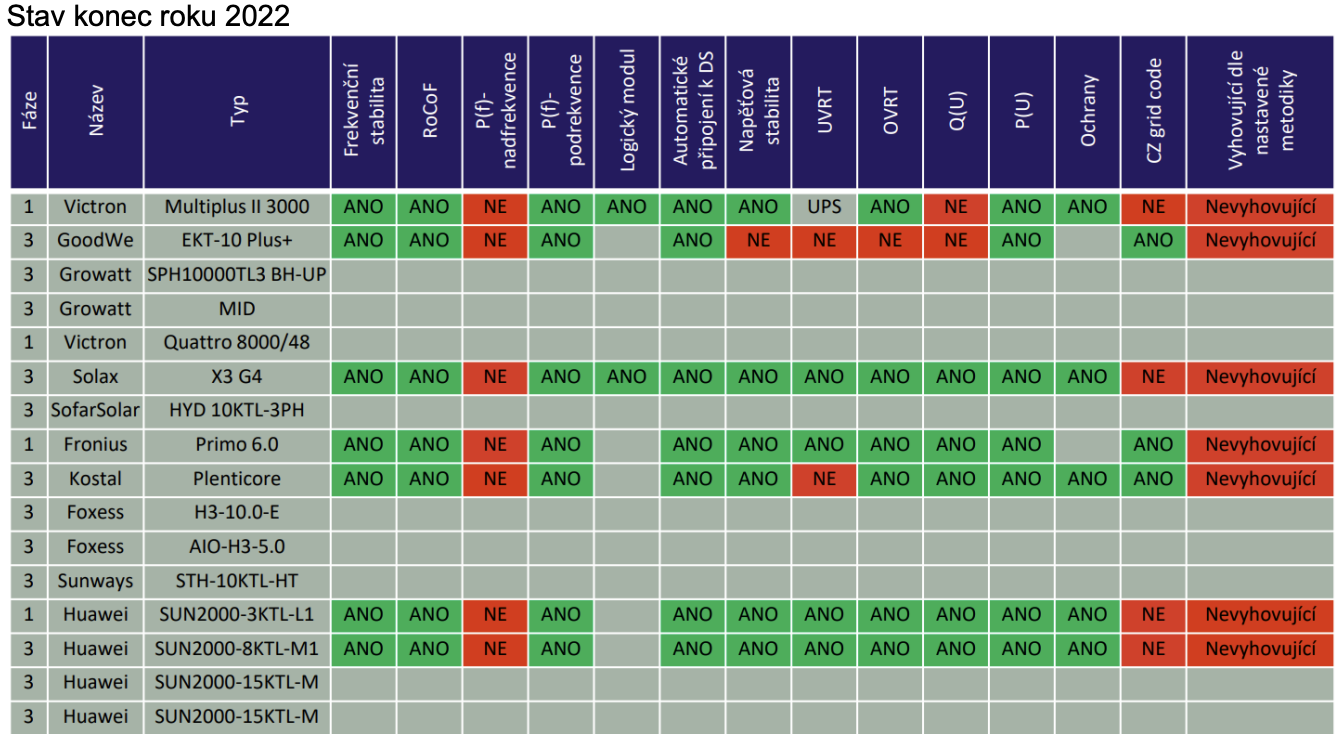 Stav konec roku 2022
Fáze Název Typ Frekvenční stabilita RoCoF P(f)-nadfrekvence P(f)-podrekvence Logický modul Automatické připojení k DS Napěťová stabilita UVRT OVRT Q(U) P(U) Ochrany CZ grid code Vyhovující dle nastavené metodiky
1 Victron Multiplus II 3000 ANO ANO NE ANO ANO ANO ANO UPS ANO NE ANO ANO NE Nevyhovující
3 GoodWe EKT-10 Plus+ ANO ANO NE ANO ANO NE NE NE NE ANO ANO Nevyhovující
3 Growatt SPH10000TL3 BH-UP
3 Growatt MID
1 Victron Quattro 8000/48
3 Solax X3 G4 ANO ANO NE ANO ANO ANO ANO ANO ANO ANO ANO ANO NE Nevyhovující
3 SofarSolar HYD 10KTL-3PH
1 Fronius Primo 6.0 ANO ANO NE ANO ANO ANO ANO ANO ANO ANO ANO Nevyhovující
3 Kostal Plenticore ANO ANO NE ANO ANO ANO NE ANO ANO ANO ANO ANO Nevyhovující
3 Foxess H3-10.0-E
3 Foxess AIO-H3-5.0
3 Sunways STH-10KTL-HT
1 Huawei SUN2000-3KTL-L1 ANO ANO NE ANO ANO ANO ANO ANO ANO ANO ANO NE Nevyhovující
3 Huawei SUN2000-8KTL-M1 ANO ANO NE ANO ANO ANO ANO ANO ANO ANO ANO NE Nevyhovující
3 Huawei SUN2000-15KTL-M
3 Huawei SUN2000-15KTL-M